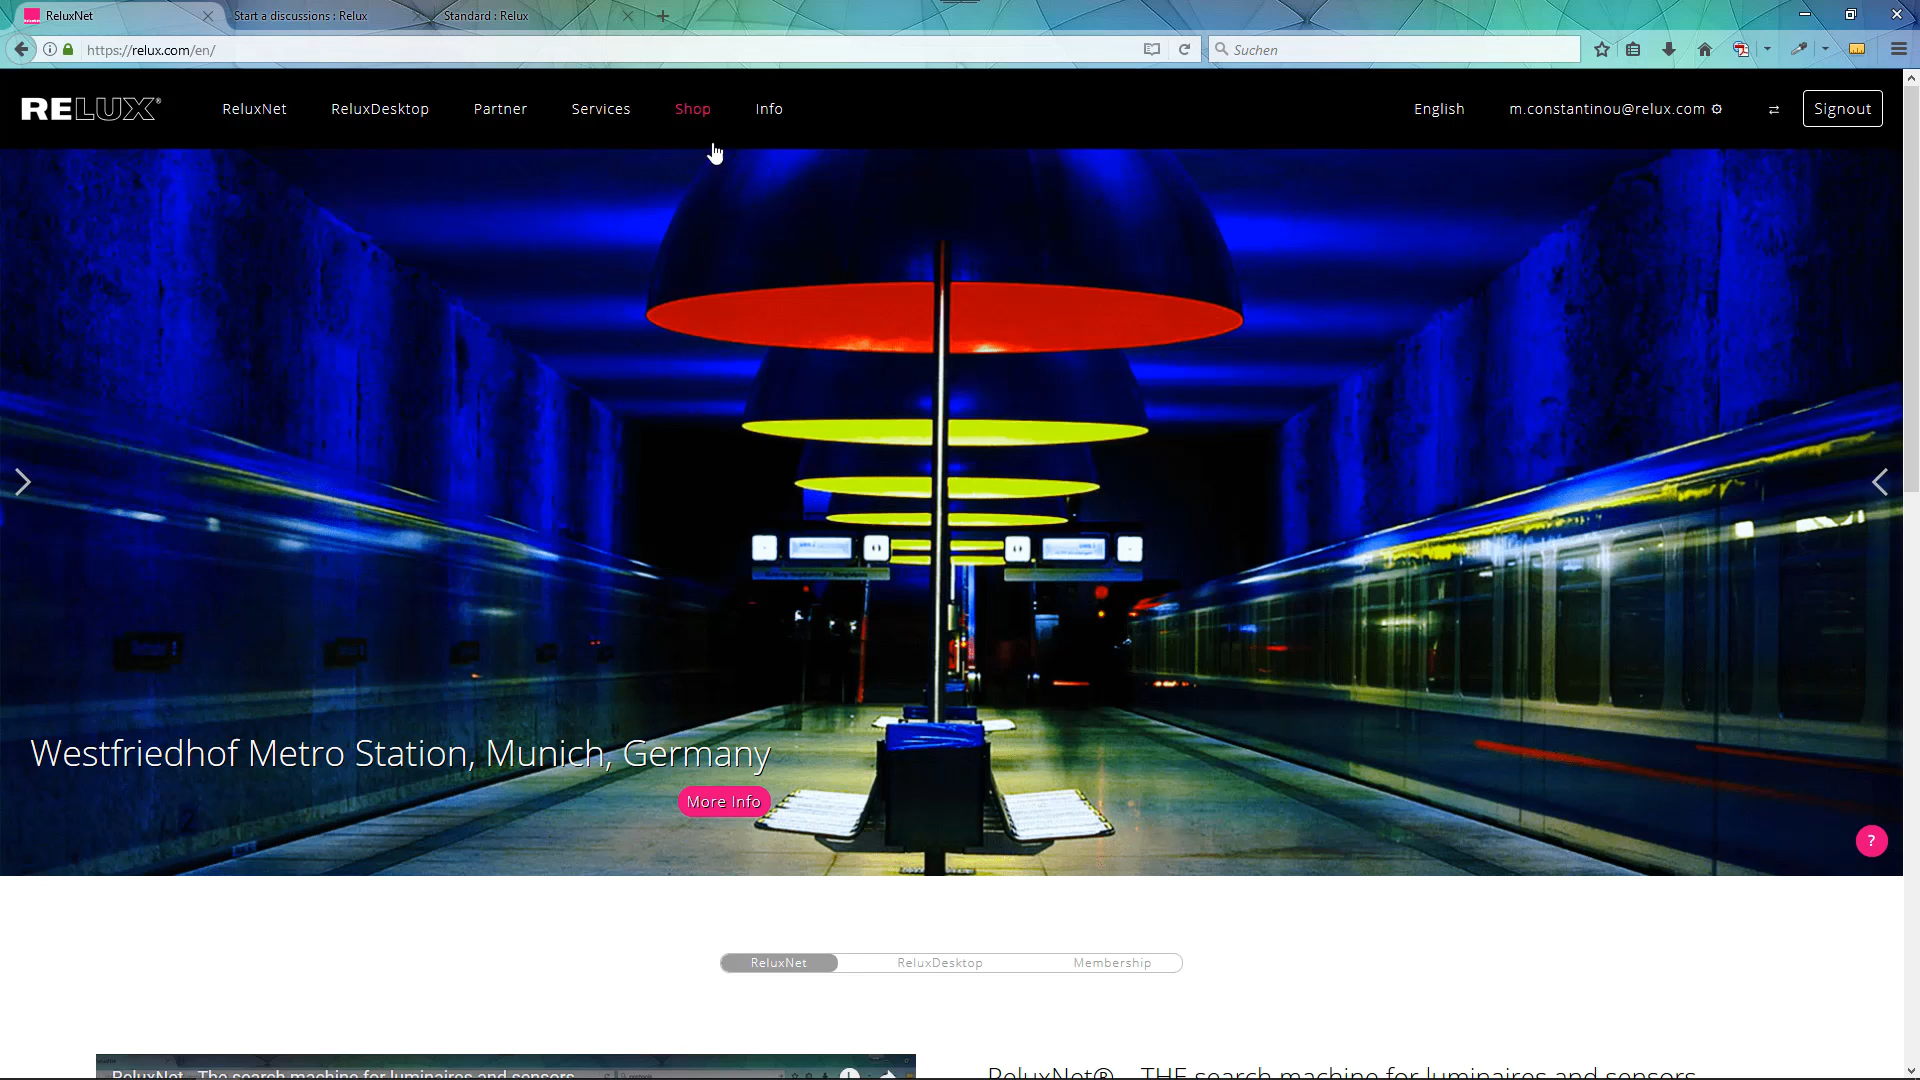 ReluxNet
Start a discussions : Relux
Standard : Relux
https://relux.com/en/
Suchen
RELUX®
ReluxNet
ReluxDesktop
Partner
Services
Shop
Info
English
m.constantinou@relux.com
Signout
Westfriedhof Metro Station, Munich, Germany
More Info
?
ReluxNet
ReluxDesktop
Membership
ReluxNet - The search machine for luminaires and sensors
ReluxNet® - THE search machine for luminaires and sensors